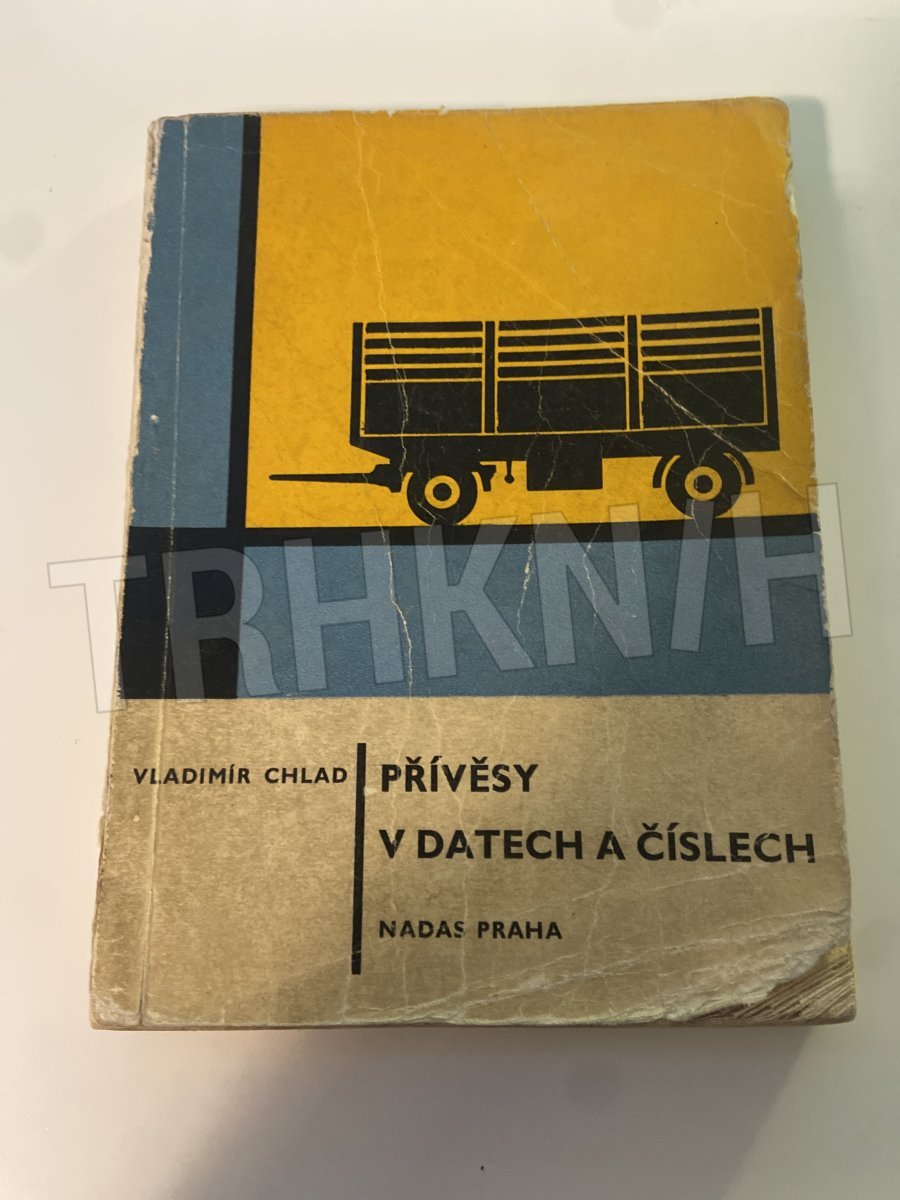 TRHKNIH
VLADIMÍR CHLAD
PŘÍVĚSY
V DATECH A ČÍSLECH
NADAS PRAHA